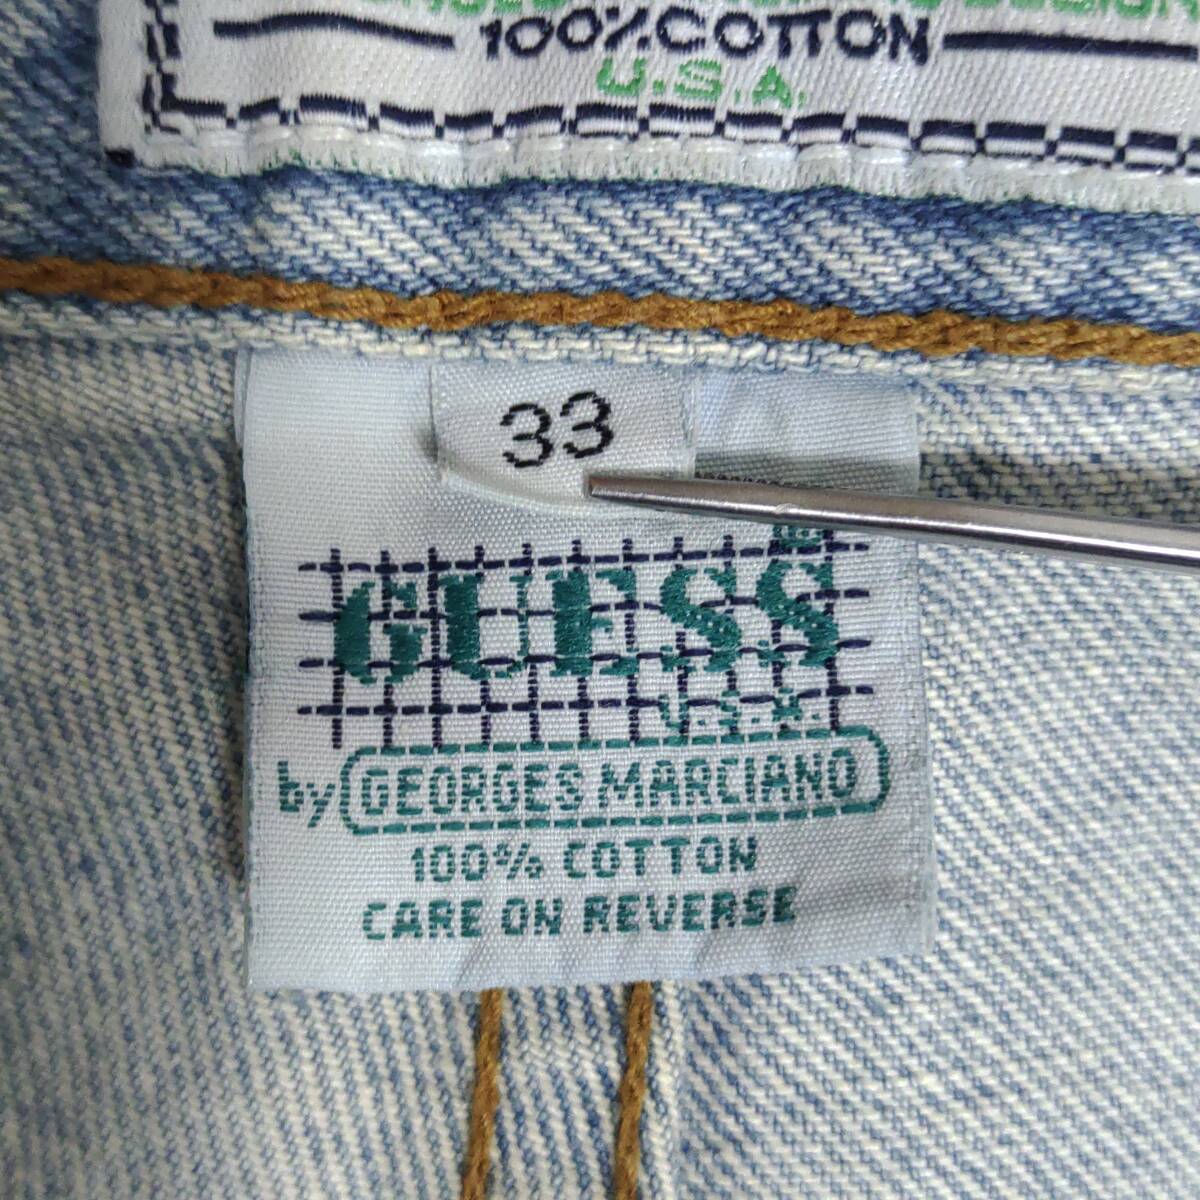 100% COTTON
U.S.A.
33
GUESS
U.S.A.
by GEORGES MARCIANO
100% COTTON
CARE ON REVERSE